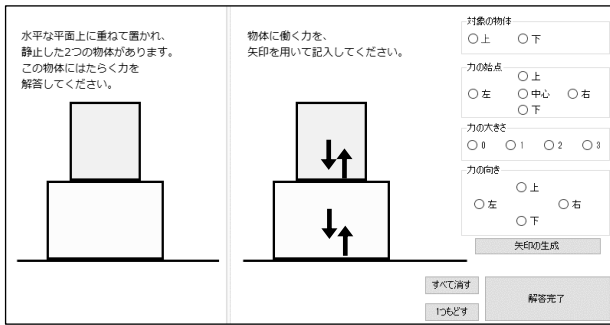 水平な平面上に重ねて置かれ、
静止した2つの物体があります。
この物体にはたらく力を
解答してください。
物体に働く力を、
矢印を用いて記入してください。
対象の物体
上 下
力の始点
上
左 中心 右
下
力の大きさ
0 1 2 3
力の向き
上
左 右
下
矢印の生成
すべて消す
1つもどす
解答完了